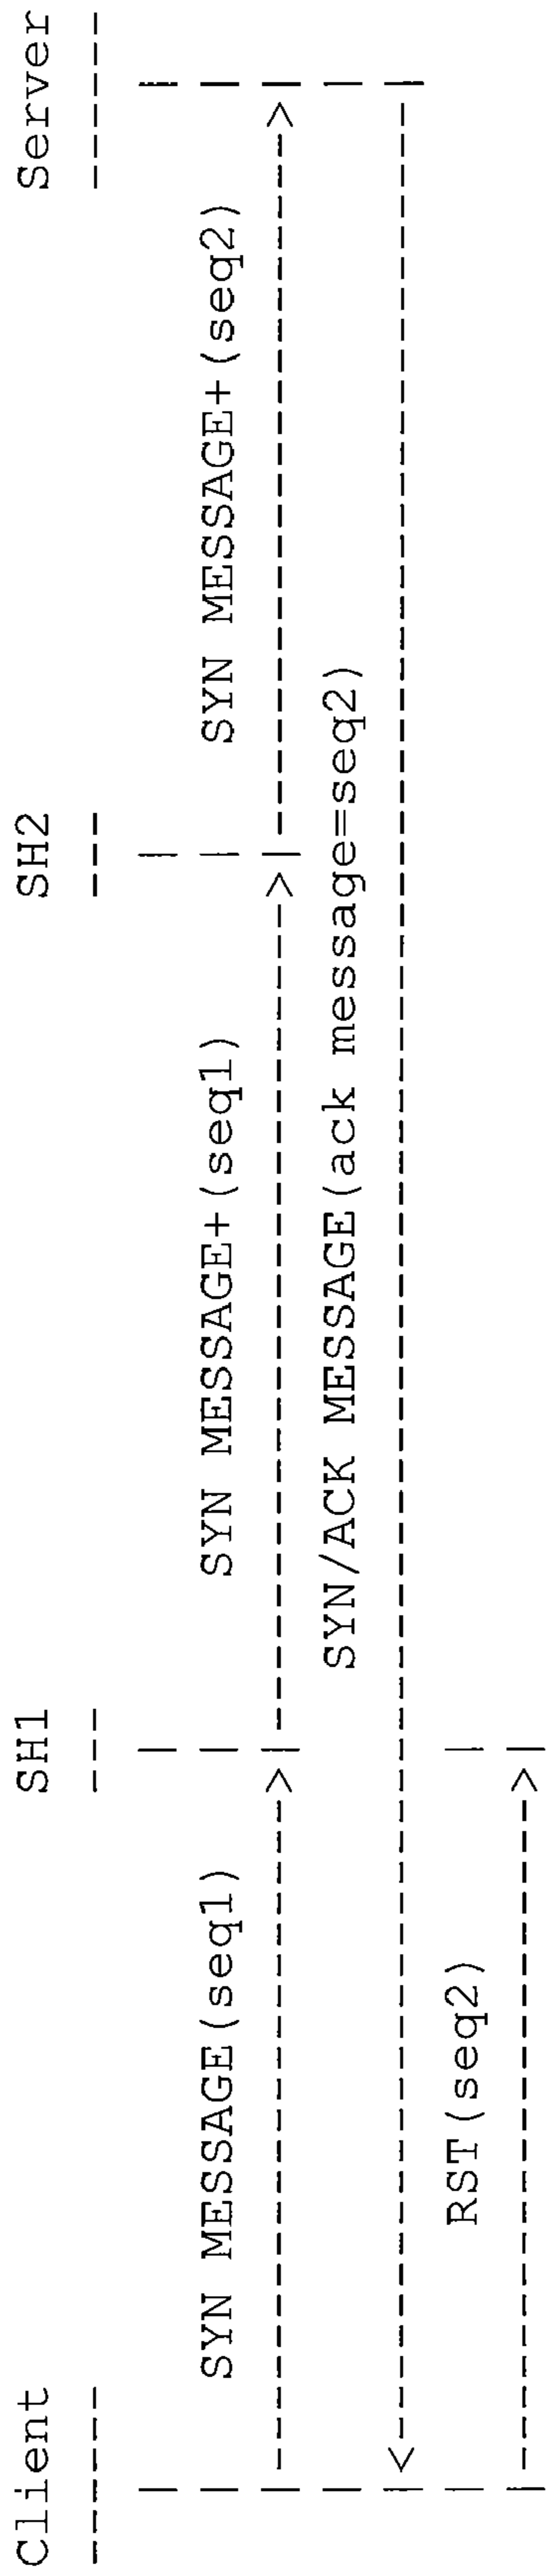 Client SH1 SH2 Server
SYN MESSAGE(seq1) SYN MESSAGE+(seq1) SYN MESSAGE+(seq2)
SYN/ACK MESSAGE(ack message=seq2)
RST(seq2)